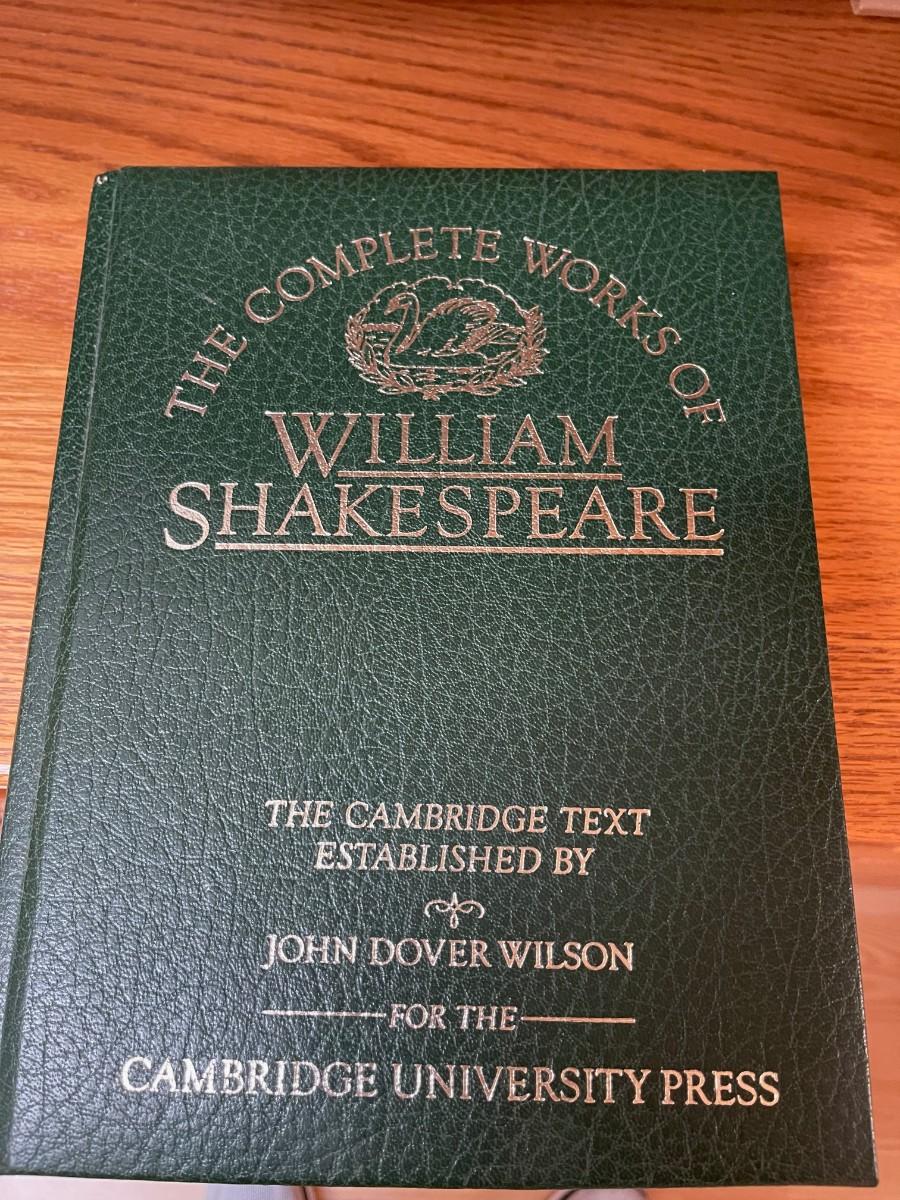 THE COMPLETE WORKS OF
WILLIAM
SHAKESPEARE
THE CAMBRIDGE TEXT
ESTABLISHED BY
JOHN DOVER WILSON
FOR THE
CAMBRIDGE UNIVERSITY PRESS